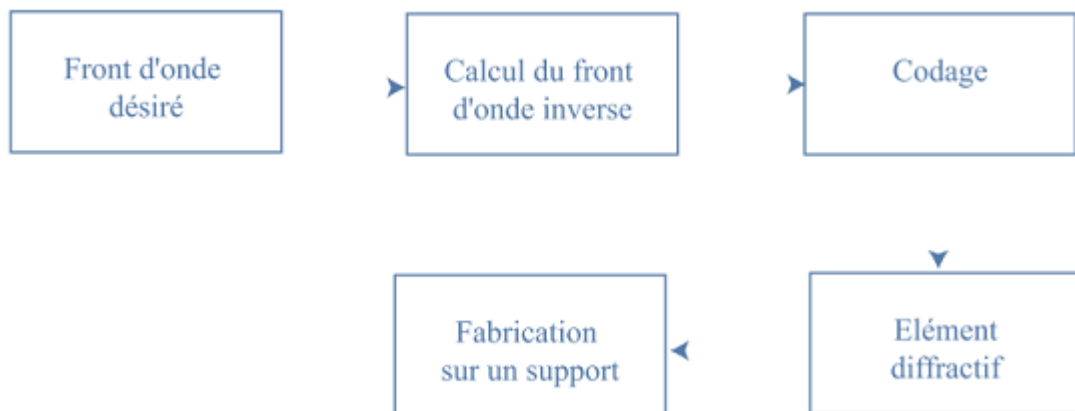 Front d'onde
désiré
Calcul du front
d'onde inverse
Codage
Elément
diffractif
Fabrication
sur un support